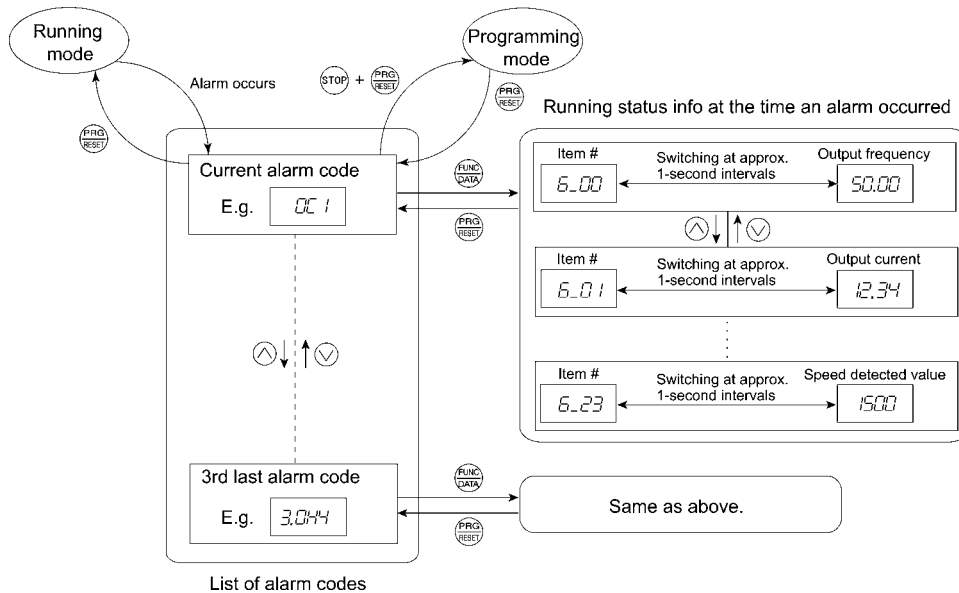 Running
mode
Programming
mode
Alarm occurs
STOP + PRG
RESET
PRG
RESET
PRG
RESET
Running status info at the time an alarm occurred
Current alarm code
E.g. OC1
FUNC
DATA
PRG
RESET
Item #
Switching at approx.
1-second intervals
Output frequency
6_00
50.00
Item #
Switching at approx.
1-second intervals
Output current
6_01
12.34
Item #
Switching at approx.
1-second intervals
Speed detected value
6_23
1500
3rd last alarm code
E.g. 3.OH4
FUNC
DATA
PRG
RESET
Same as above.
List of alarm codes